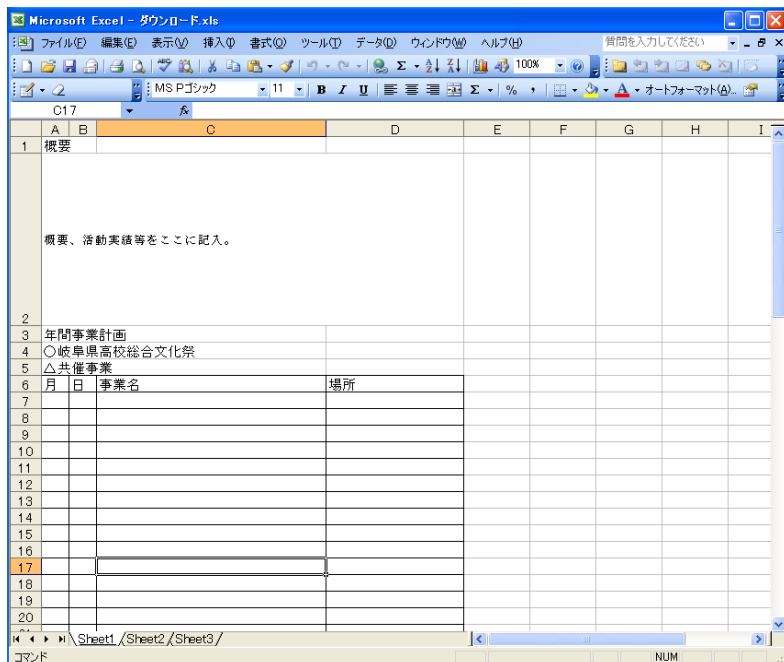 Microsoft Excel - ダウンロード.xls
ファイル(F) 編集(E) 表示(V) 挿入(I) 書式(O) ツール(T) データ(D) ウィンドウ(W) ヘルプ(H) 質問を入力してください
100%
MS Pゴシック 11 B I U % , A オートフォーマット(A)...
C17 fx
A B C D E F G H I
1 概要
概要、活動実績等をここに記入。
2
3 年間事業計画
4 ○岐阜県高校総合文化祭
5 △共催事業
6 月 日 事業名 場所
7
8
9
10
11
12
13
14
15
16
17
18
19
20
Sheet1 Sheet2 Sheet3
コマンド NUM